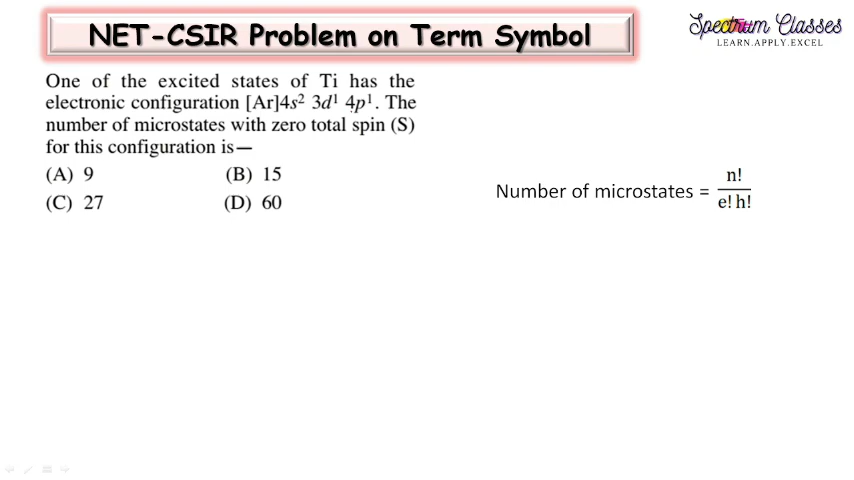 NET-CSIR Problem on Term Symbol
Spectrum Classes
LEARN.APPLY.EXCEL
One of the excited states of Ti has the
electronic configuration [Ar]4s² 3d¹ 4p¹. The
number of microstates with zero total spin (S)
for this configuration is—
(A) 9 (B) 15
(C) 27 (D) 60
Number of microstates = n!/e! h!